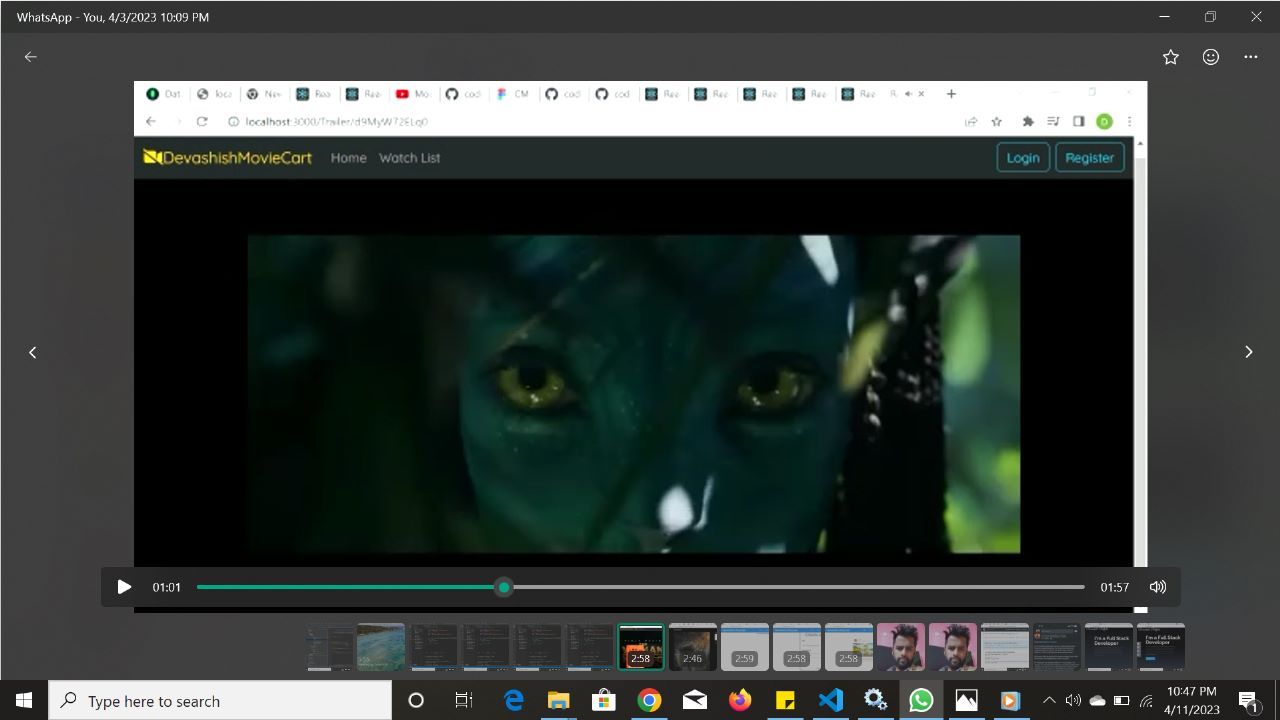 WhatsApp - You, 4/3/2023 10:09 PM
Dat loca Ne Rea Rea Mo cod CM cod cod Rea Rea Rea Rea Rea R
localhost:3000/Trailer/d9MyW72ELq0
D
DevashishMovieCart Home Watch List Login Register
01:01 01:57
2:58 2:46 2:59 2:58 2:58
I'm a Full Stack
Developer
I'm a Full Stack
Developer
Type here to search
10:47 PM
4/11/2023
1